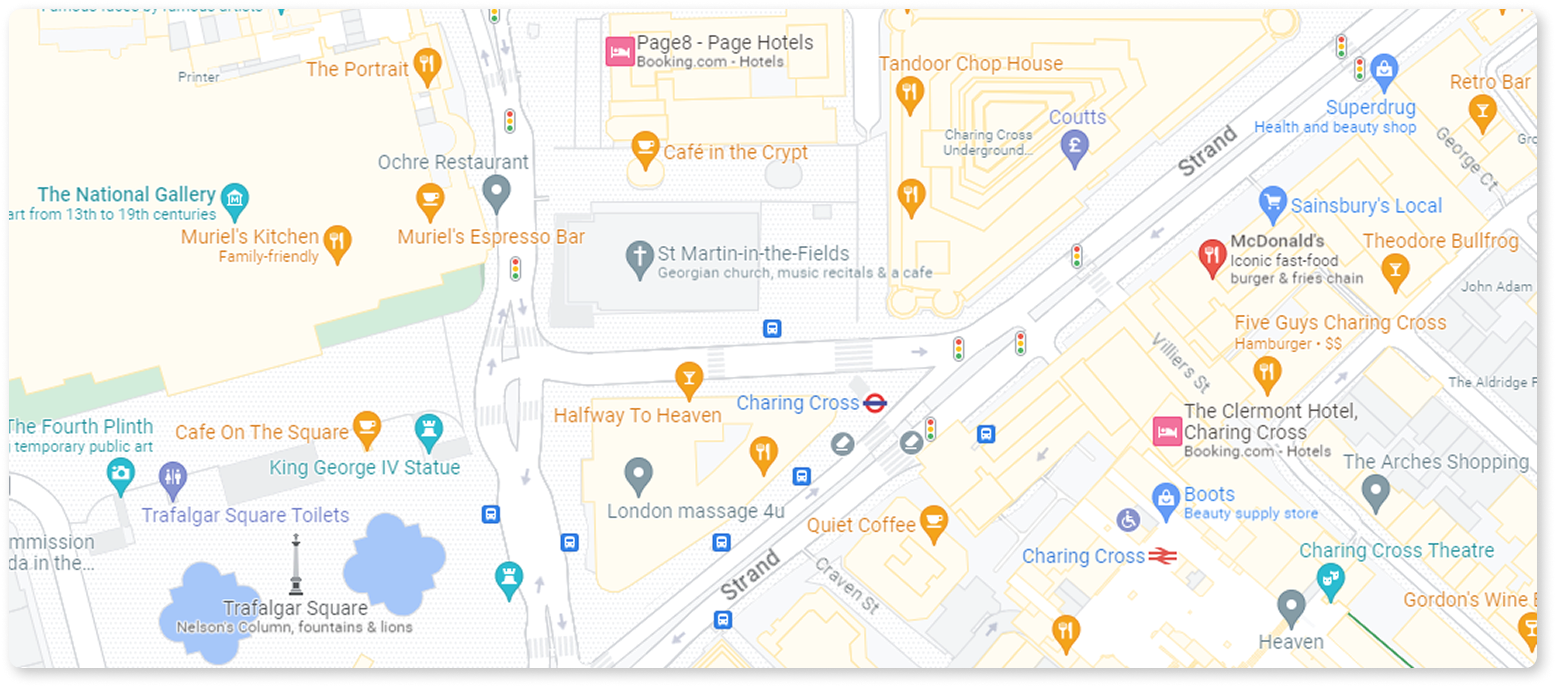 Famous faces by famous artists
Page8 - Page Hotels
Booking.com - Hotels
The Portrait
Printer
Tandoor Chop House
Retro Bar
Superdrug
Health and beauty shop
Coutts
Charing Cross
Underground...
Strand
George Ct
Gro
Café in the Crypt
Ochre Restaurant
The National Gallery
art from 13th to 19th centuries
Muriel's Kitchen
Family-friendly
Muriel's Espresso Bar
St Martin-in-the-Fields
Georgian church, music recitals & a cafe
Sainsbury's Local
McDonald's
Iconic fast-food
burger & fries chain
Theodore Bullfrog
John Adam
Five Guys Charing Cross
Hamburger • $$
Villiers St
The Aldridge F
Halfway To Heaven
Charing Cross
The Fourth Plinth
temporary public art
Cafe On The Square
King George IV Statue
The Clermont Hotel,
Charing Cross
Booking.com - Hotels
The Arches Shopping
Trafalgar Square Toilets
London massage 4u
Quiet Coffee
Boots
Beauty supply store
mmission
da in the...
Charing Cross
Charing Cross Theatre
Strand
Craven St
Trafalgar Square
Nelson's Column, fountains & lions
Heaven
Gordon's Wine